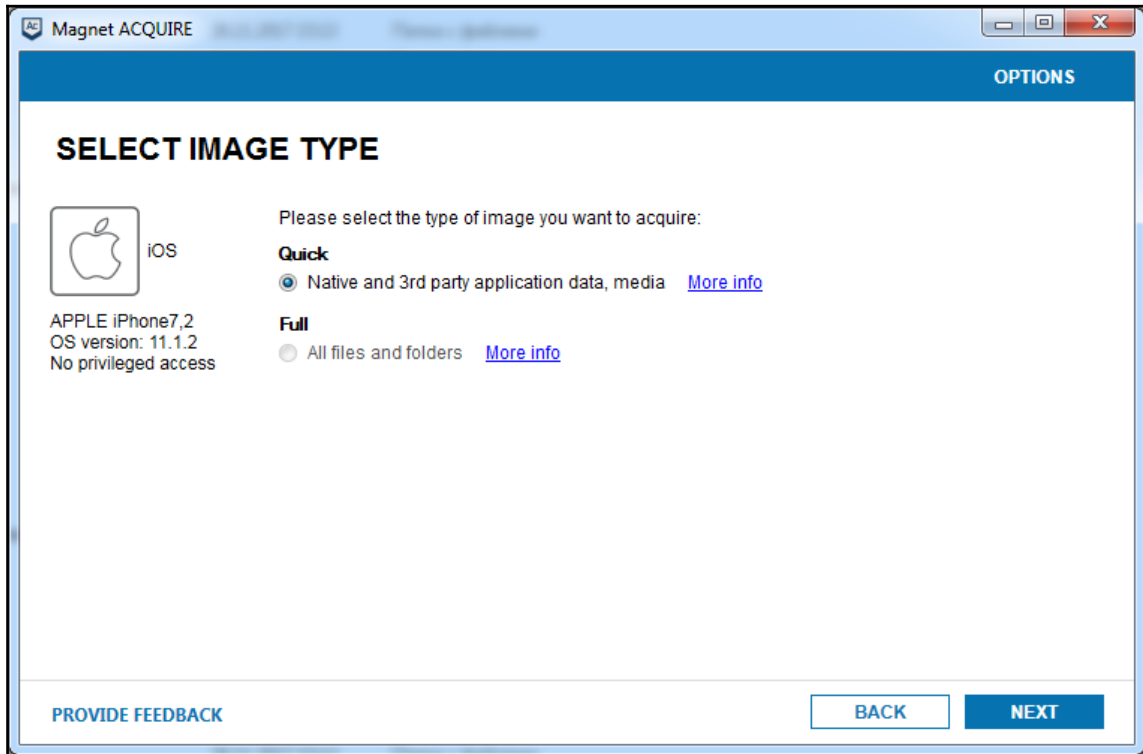 Magnet ACQUIRE
OPTIONS
SELECT IMAGE TYPE
Please select the type of image you want to acquire:
iOS
Quick
Native and 3rd party application data, media More info
APPLE iPhone7,2
OS version: 11.1.2
No privileged access
Full
All files and folders More info
PROVIDE FEEDBACK
BACK
NEXT